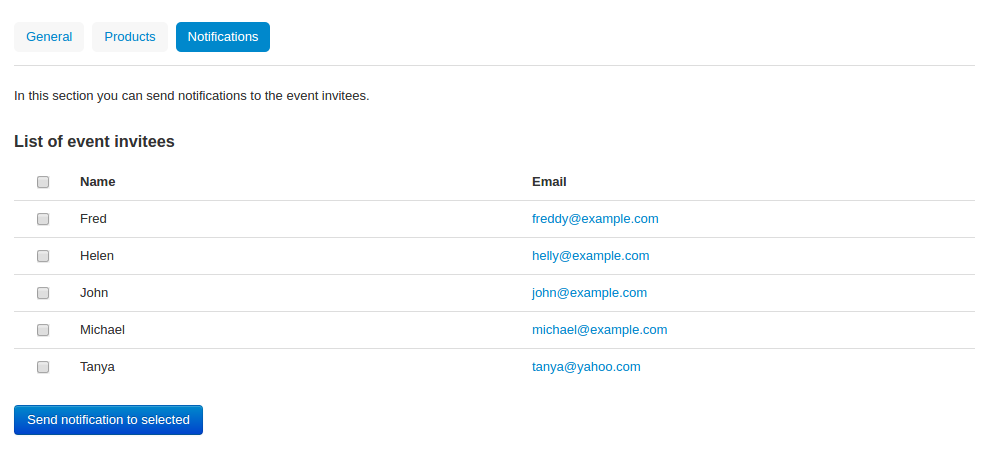 General Products Notifications
In this section you can send notifications to the event invitees.
List of event invitees
Name Email
Fred freddy@example.com
Helen helly@example.com
John john@example.com
Michael michael@example.com
Tanya tanya@yahoo.com
Send notification to selected